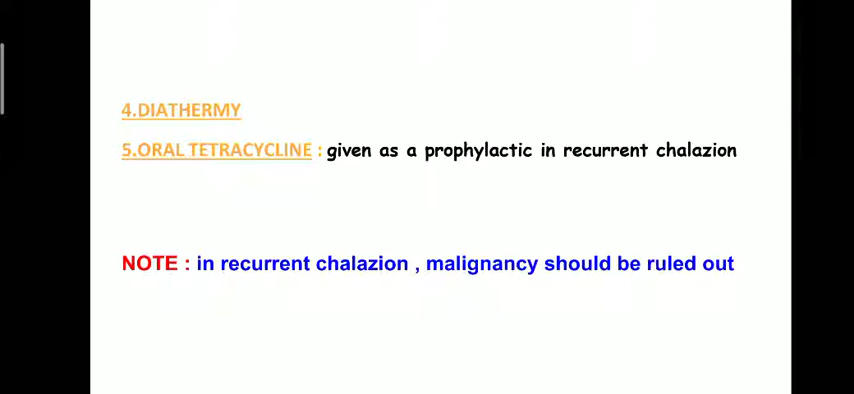 4.DIATHERMY
5.ORAL TETRACYCLINE : given as a prophylactic in recurrent chalazion
NOTE : in recurrent chalazion , malignancy should be ruled out